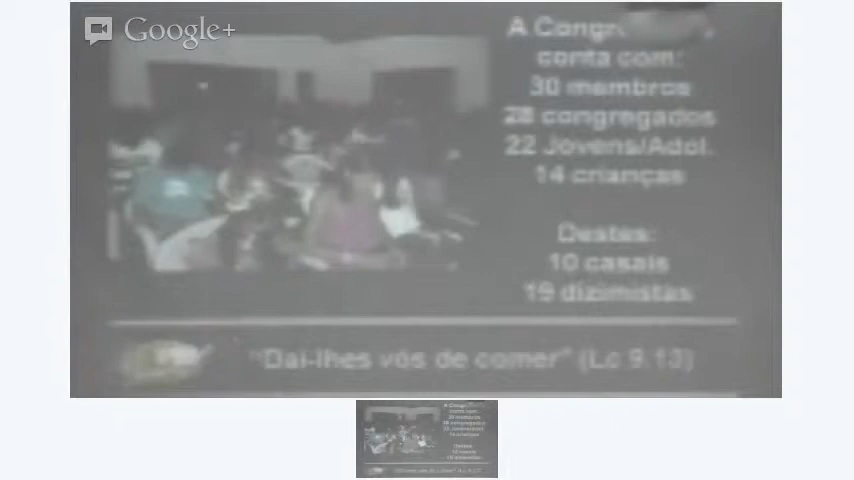 Google+
A
conta com:
30 membros
28 congregados
22 Jovens/Adol.
14 crianças
Destes:
10 casais
19 dizimistas
"Dai-lhes vós de comer" (Lc 9.13)